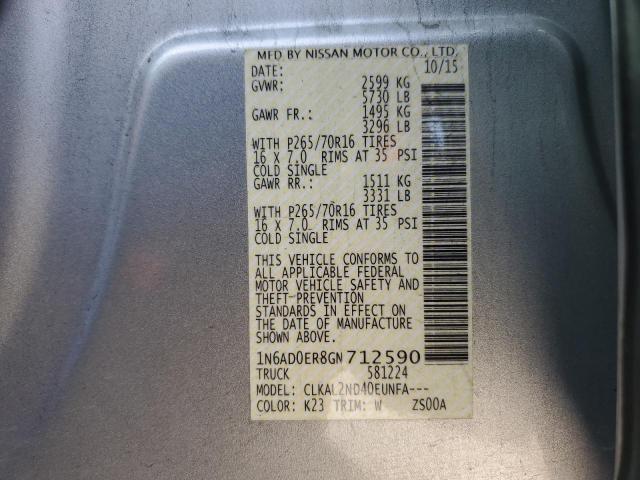 MFD BY NISSAN MOTOR CO., LTD.
DATE: 10/15
GVWR: 2599 KG
5730 LB
GAWR FR.: 1495 KG
3296 LB
WITH P265/70R16 TIRES
16 X 7.0 RIMS AT 35 PSI
COLD SINGLE
GAWR RR.: 1511 KG
3331 LB
WITH P265/70R16 TIRES
16 X 7.0 RIMS AT 35 PSI
COLD SINGLE
THIS VEHICLE CONFORMS TO
ALL APPLICABLE FEDERAL
MOTOR VEHICLE SAFETY AND
THEFT PREVENTION
STANDARDS IN EFFECT ON
THE DATE OF MANUFACTURE
SHOWN ABOVE.
1N6AD0ER8GN712590
TRUCK 581224
MODEL: CLKAL2ND40EUNFA---
COLOR: K23 TRIM: W ZS00A